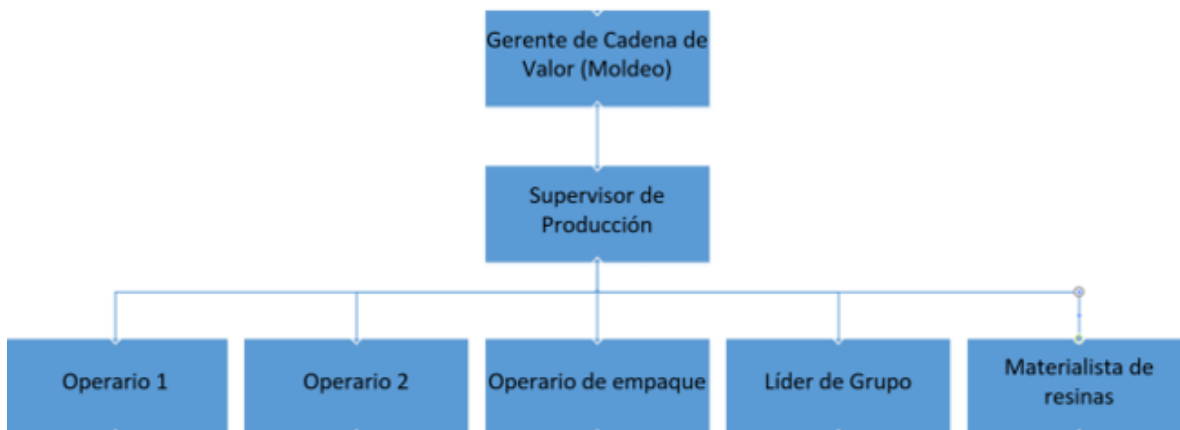 Gerente de Cadena de
Valor (Moldeo)
Supervisor de
Producción
Operario 1
Operario 2
Operario de empaque
Líder de Grupo
Materialista de
resinas